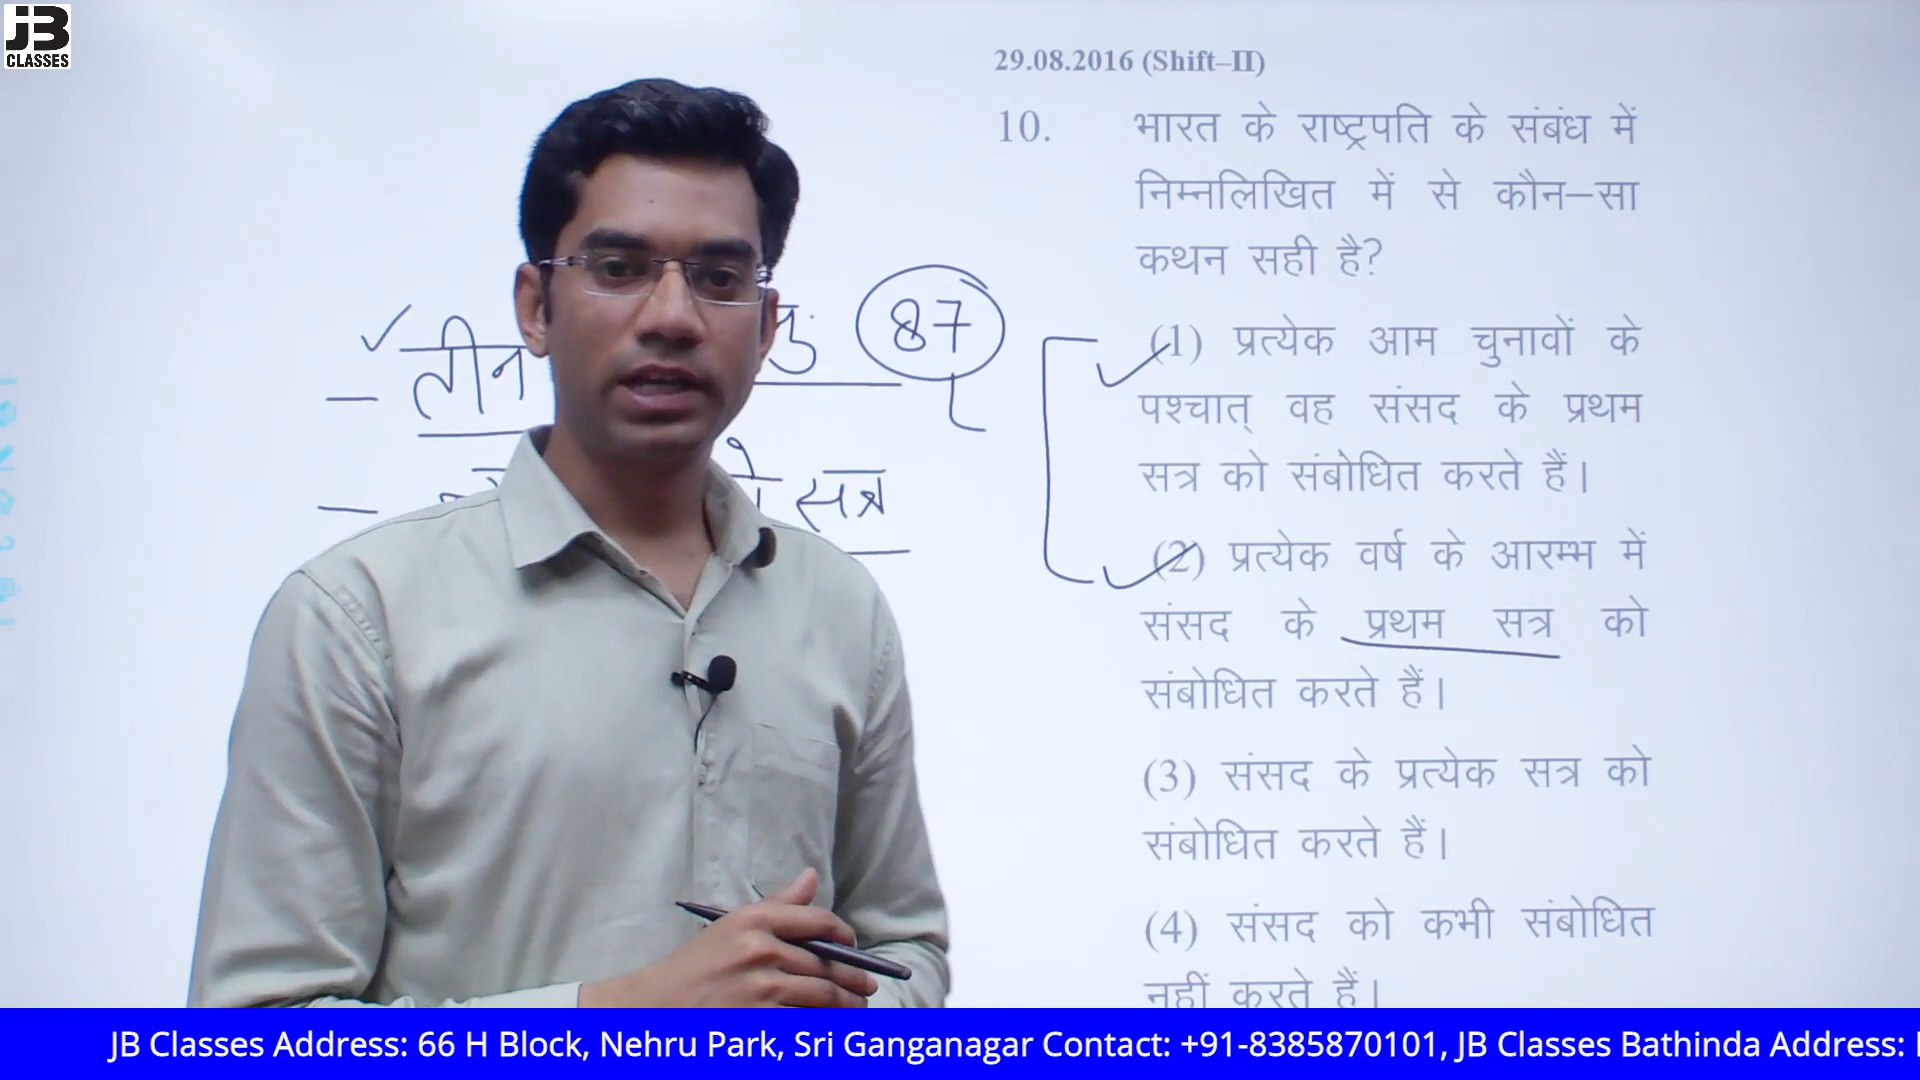 JB
CLASSES
29.08.2016 (Shift–II)
10. भारत के राष्ट्रपति के संबंध में
निम्नलिखित में से कौन–सा
कथन सही है?
(1) प्रत्येक आम चुनावों के
पश्चात् वह संसद के प्रथम
सत्र को संबोधित करते हैं।
(2) प्रत्येक वर्ष के आरम्भ में
संसद के प्रथम सत्र को
संबोधित करते हैं।
(3) संसद के प्रत्येक सत्र को
संबोधित करते हैं।
(4) संसद को कभी संबोधित
नहीं करते हैं।
तीन 87
सत्र
JB Classes Address: 66 H Block, Nehru Park, Sri Ganganagar Contact: +91-8385870101, JB Classes Bathinda Address: